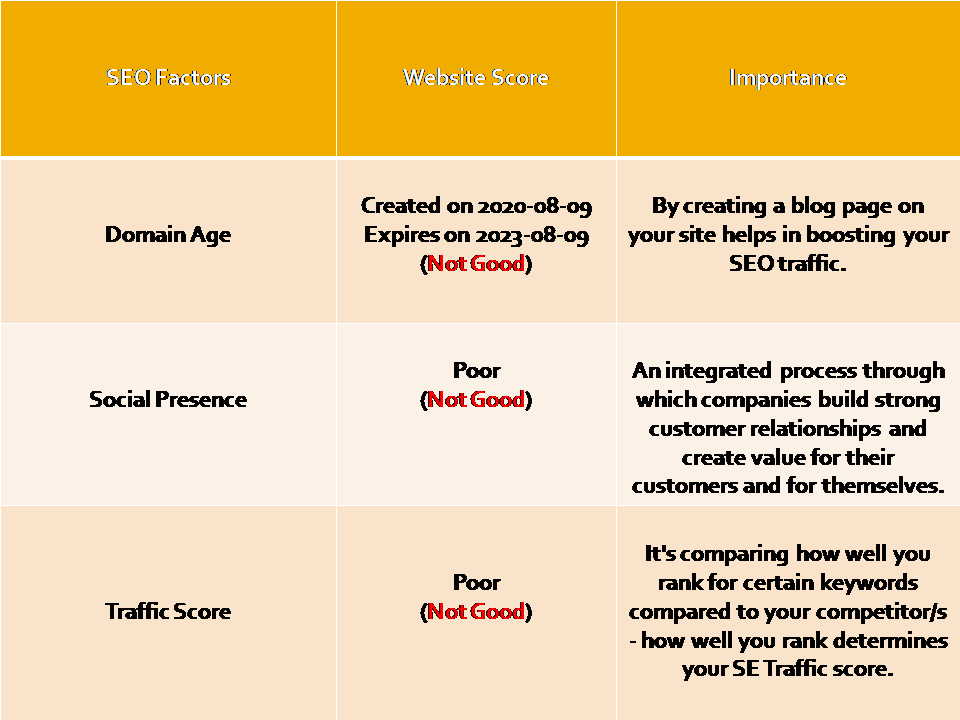 SEO Factors
Website Score
Importance
Domain Age
Created on 2020-08-09
Expires on 2023-08-09
(Not Good)
By creating a blog page on
your site helps in boosting your
SEO traffic.
Social Presence
Poor
(Not Good)
An integrated process through
which companies build strong
customer relationships and
create value for their
customers and for themselves.
Traffic Score
Poor
(Not Good)
It's comparing how well you
rank for certain keywords
compared to your competitor/s
- how well you rank determines
your SE Traffic score.